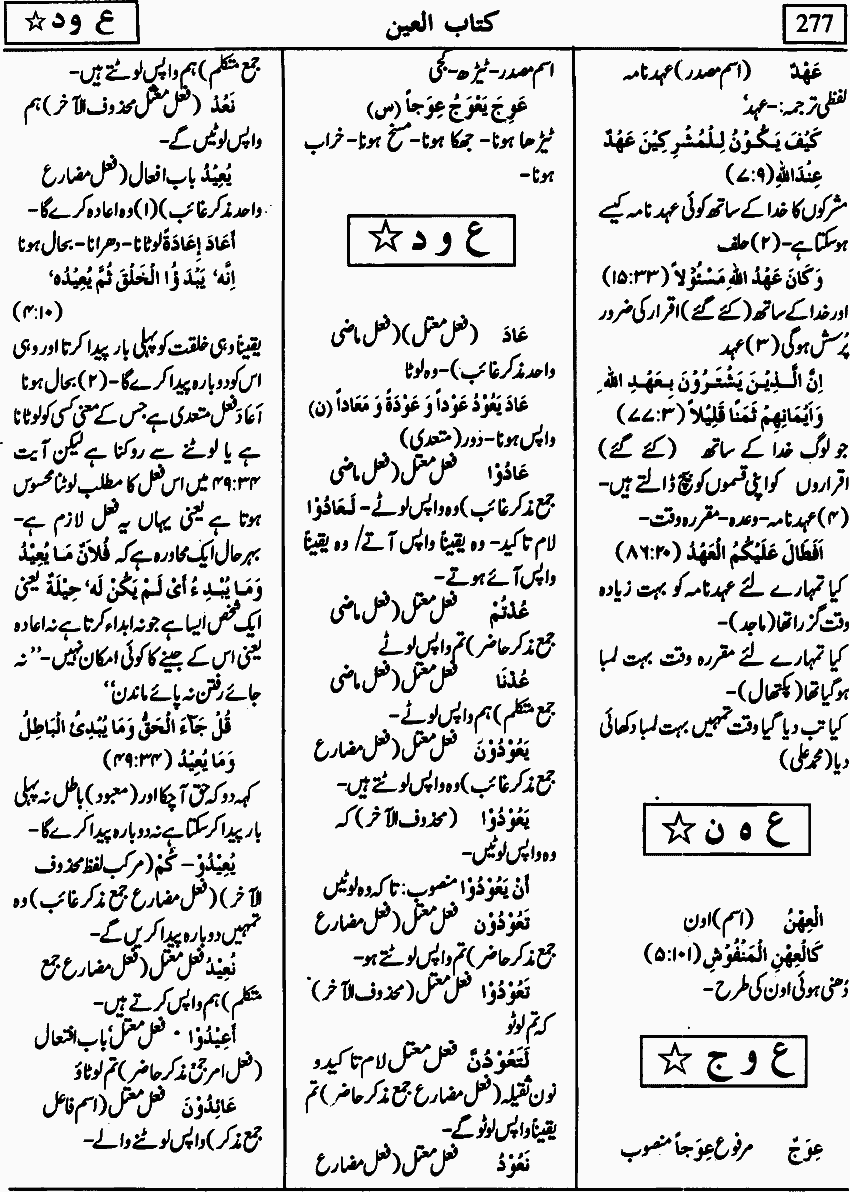 277
کتاب العین
ع و د ☆
عَهْدٌ (اسم مصدر) عہدنامہ
لفظی ترجمہ:- عہد'
كَيْفَ يَكُوْنُ لِلْمُشْرِكِيْنَ عَهْدٌ
عِنْدَاللهِ (۷:۹)
مشرکوں کا خدا کے ساتھ کوئی عہد نامہ کیسے
ہوسکتا ہے- (۲) حلف
وَكَانَ عَهْدُ اللهِ مَسْئُوْلاً (۱۵:۳۳)
اور خدا کے ساتھ (کئے گئے) اقرار کی ضرور
پُرسش ہوگی (۳) عہد
اِنَّ الَّذِيْنَ يَشْتَرُوْنَ بِعَهْدِ اللهِ
وَاَيْمَانِهِمْ ثَمَنًا قَلِيْلاً (۷۷:۳)
جو لوگ خدا کے ساتھ (کئے گئے)
اقراروں کو اپنی قسموں کو بیچ ڈالتے ہیں-
(۴) عہدنامہ- وعدہ- مقررہ وقت-
اَفَطَالَ عَلَيْكُمُ الْعَهْدُ (۸۶:۲۰)
کیا تمہارے لئے عہدنامہ کو بہت زیادہ
وقت گزرا تھا (ماجد)-
کیا تمہارے لئے مقررہ وقت بہت لمبا
ہوگیا تھا (پکتھال)-
کیا تب دیا گیا وقت تمہیں بہت لمبا دکھائی
دیا (محمد علی)
ع ہ ن ☆
اَلْعِهْنُ (اسم) اون
كَالْعِهْنِ الْمَنْفُوْشِ (۵:۱۰۱)
دُھنی ہوئی اون کی طرح-
ع و ج ☆
عِوَجٌ مرفوع عِوَجاً منصوب
اسم مصدر- ٹیڑھ- کجی
عَوِجَ يَعْوَجُ عِوَجاً (س)
ٹیڑھا ہونا- جھکا ہونا- مسخ ہونا- خراب
ہونا-
ع و د ☆
عَادَ (فعل معتل) (فعل ماضی
واحد مذکر غائب)- وہ لوٹا
عَادَ يَعُوْدُ عَوْداً وَ عَوْدَةً وَ مَعَاداً (ن)
واپس ہونا- دَور (متعدی)
عَادُوْا فعل معتل (فعل ماضی
جمع مذکر غائب) وہ واپس لوٹے- لَعَادُوْا
لام تاکید- وہ یقیناً واپس آتے/ وہ یقیناً
واپس آئے ہوتے-
عُدْتُمْ فعل معتل (فعل ماضی
جمع مذکر حاضر) تم واپس لوٹے
عُدْنَا فعل معتل (فعل ماضی
جمع متکلم) ہم واپس لوٹے-
يَعُوْدُوْنَ فعل معتل (فعل مضارع
جمع مذکر غائب) وہ واپس لوٹتے ہیں-
يَعُوْدُوْا (محذوف الآخر) کہ
وہ واپس لوٹیں-
اَنْ يَعُوْدُوْا منصوب: تاکہ وہ لوٹیں
تَعُوْدُوْنَ فعل معتل (فعل مضارع
جمع مذکر حاضر) تم واپس لوٹتے ہو-
تَعُوْدُوْا فعل معتل (محذوف الآخر)
کہ تم لوٹو
لَتَعُوْدُنَّ فعل معتل لام تاکید و
نون ثقیلہ (فعل مضارع جمع مذکر حاضر) تم
یقیناً واپس لوٹو گے-
نَعُوْدُ فعل معتل (فعل مضارع
جمع متکلم) ہم واپس لوٹتے ہیں-
نَعُدْ (فعل معتل محذوف الآخر) ہم
واپس لوٹیں گے-
يُعِيْدُ باب افعال (فعل مضارع
واحد مذکر غائب) (۱) وہ اعادہ کرے گا-
اَعَادَ اِعَادَةً لوٹانا- دھرانا- بحال ہونا
اِنَّهٗ يَبْدَؤُا الْخَلْقَ ثُمَّ يُعِيْدُهٗ
(۴:۱۰)
یقیناً وہی خلقت کو پہلی بار پیدا کرتا اور وہی
اس کو دوبارہ پیدا کرے گا- (۲) بحال ہونا
اَعَادَ فعل متعدی ہے جس کے معنی کسی کو لوٹانا
ہے یا لوٹنے سے روکنا ہے لیکن آیت
۴۹:۳۴ میں اس فعل کا مطلب لوٹنا محسوس
ہوتا ہے یعنی یہاں یہ فعل لازم ہے-
بہرحال ایک محاورہ ہے کہ فُلَانٌ مَا يُعِيْدُ
وَمَا يُبْدِءُ اَىْ لَمْ يَكُنْ لَهٗ حِيْلَةٌ یعنی
ایک شخص ایسا ہے جو نہ ابداء کرتا ہے نہ اعادہ
یعنی اس کے جینے کا کوئی امکان نہیں- "نہ
جائے رفتن نہ پائے ماندن"
قُلْ جَآءَ الْحَقُّ وَمَا يُبْدِئُ الْبَاطِلُ
وَمَا يُعِيْدُ (۴۹:۳۴)
کہہ دو کہ حق آ چکا اور (معبود) باطل نہ پہلی
بار پیدا کرسکتا ہے نہ دوبارہ پیدا کرے گا-
يُعِيْدُوْ- كُمْ (مرکب لفظ محذوف
الآخر) (فعل مضارع جمع مذکر غائب) وہ
تمہیں دوبارہ پیدا کریں گے-
نُعِيْدُ فعل معتل (فعل مضارع جمع
متکلم) ہم واپس کرتے ہیں-
اَعِيْدُوْا فعل معتل' باب افتعال
(فعل امر جمع مذکر حاضر) تم لوٹاؤ
عَائِدُوْنَ فعل معتل (اسم فاعل
جمع مذکر) واپس لوٹنے والے-